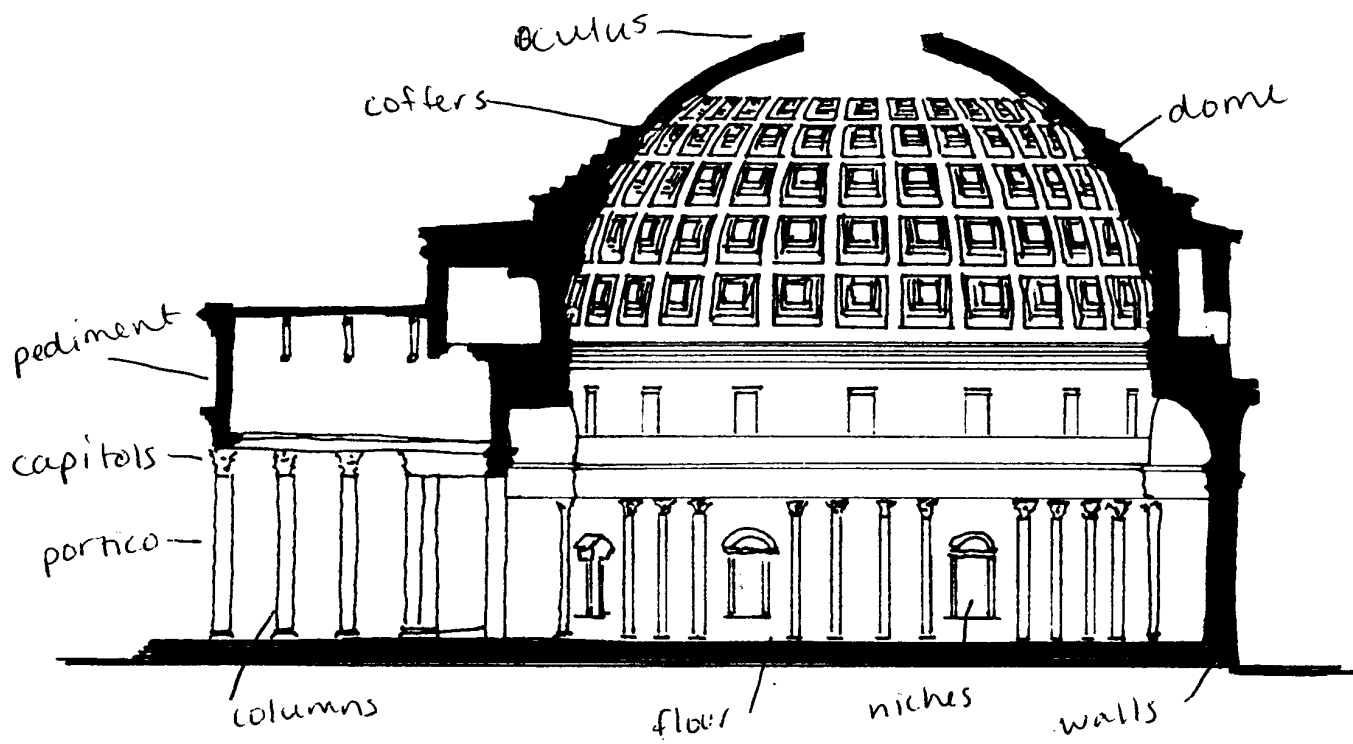 oculus
coffers
dome
pediment
capitols
portico
columns
floor
niches
walls